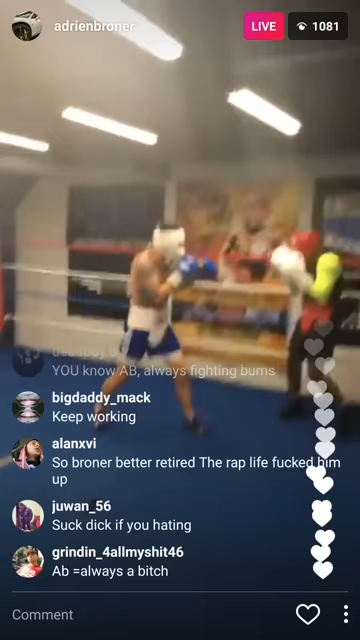 adrienbroner
LIVE
1081
YOU know AB, always fighting bums
bigdaddy_mack
Keep working
alanxvi
So broner better retired The rap life fucked him
up
juwan_56
Suck dick if you hating
grindin_4allmyshit46
Ab =always a bitch
Comment